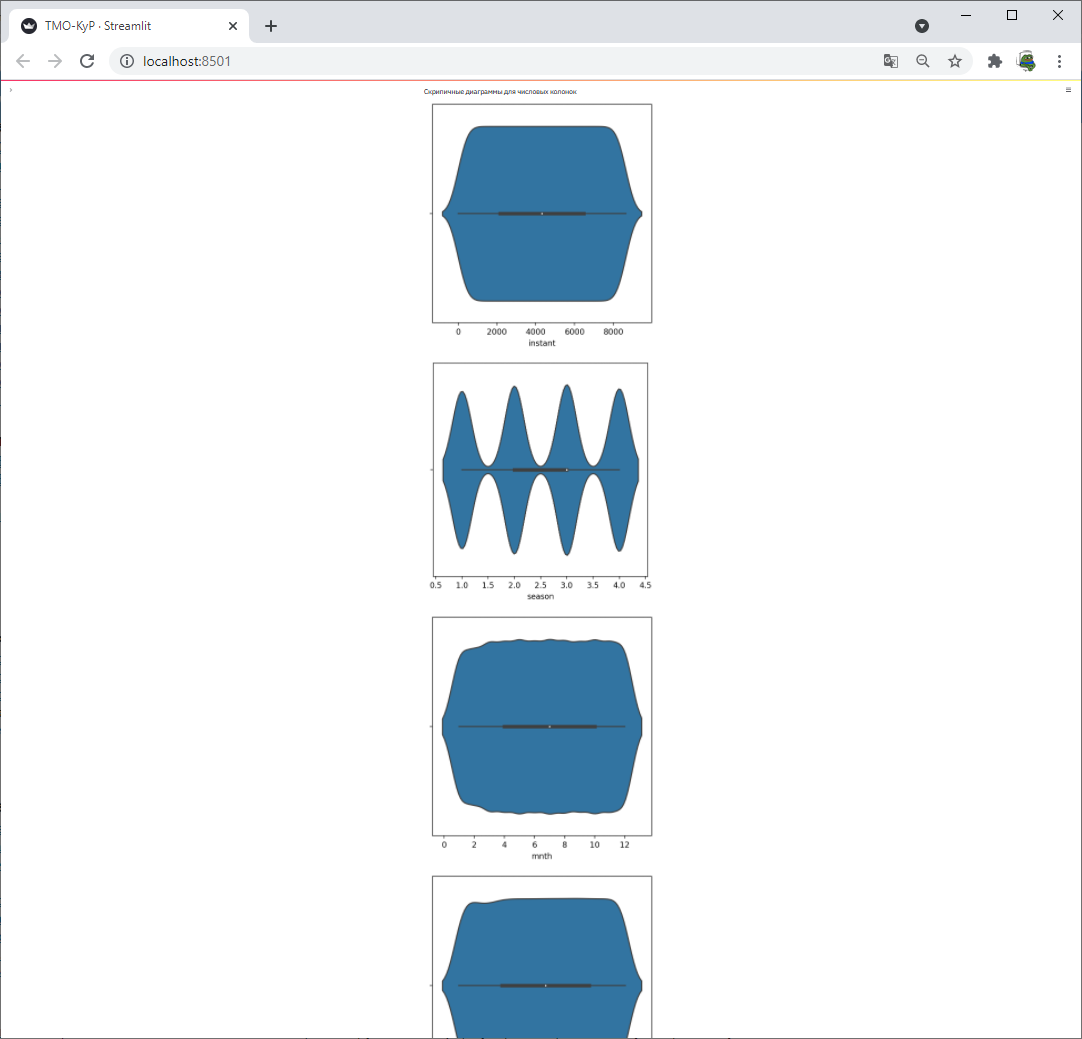 TMO-KyP · Streamlit
localhost:8501
Скрипичные диаграммы для числовых колонок
0 2000 4000 6000 8000
instant
0.5 1.0 1.5 2.0 2.5 3.0 3.5 4.0 4.5
season
0 2 4 6 8 10 12
mnth